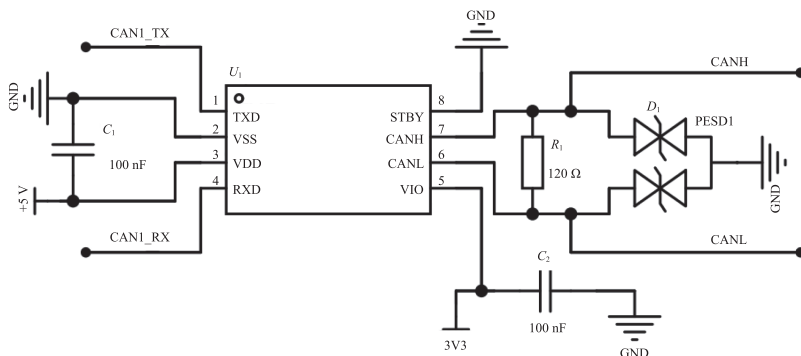 GND
CAN1_TX
U1
CANH
GND
C1
100 nF
1
TXD
STBY
8
2
VSS
CANH
7
3
VDD
CANL
6
4
RXD
VIO
5
R1
120 Ω
D1
PESD1
GND
+5 V
CAN1_RX
CANL
C2
100 nF
3V3
GND